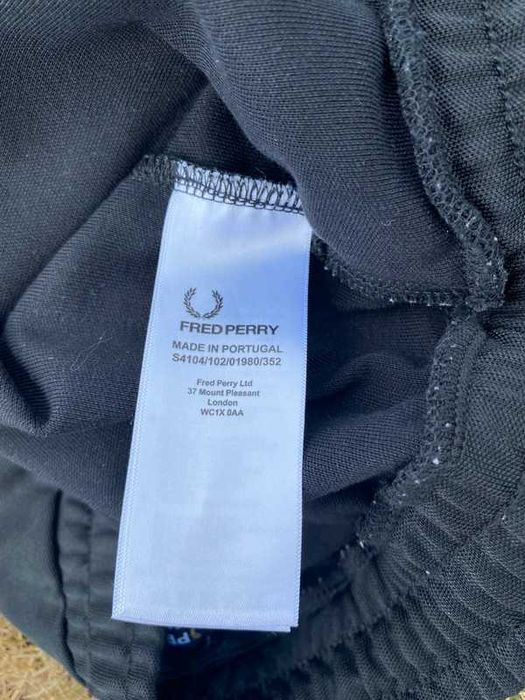 FRED PERRY
MADE IN PORTUGAL
S4104/102/01980/352
Fred Perry Ltd
37 Mount Pleasant
London
WC1X 0AA